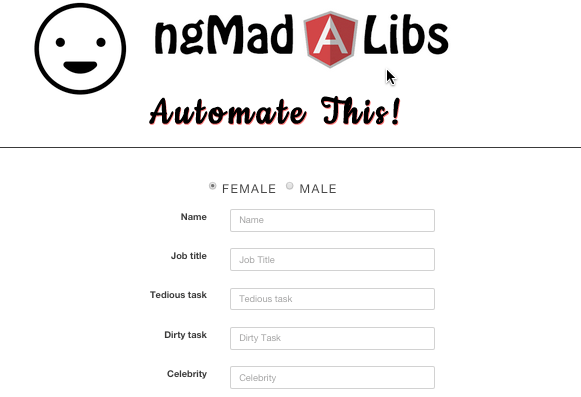 ngMad A Libs
Automate This!
FEMALE MALE
Name Name
Job title Job Title
Tedious task Tedious task
Dirty task Dirty Task
Celebrity Celebrity